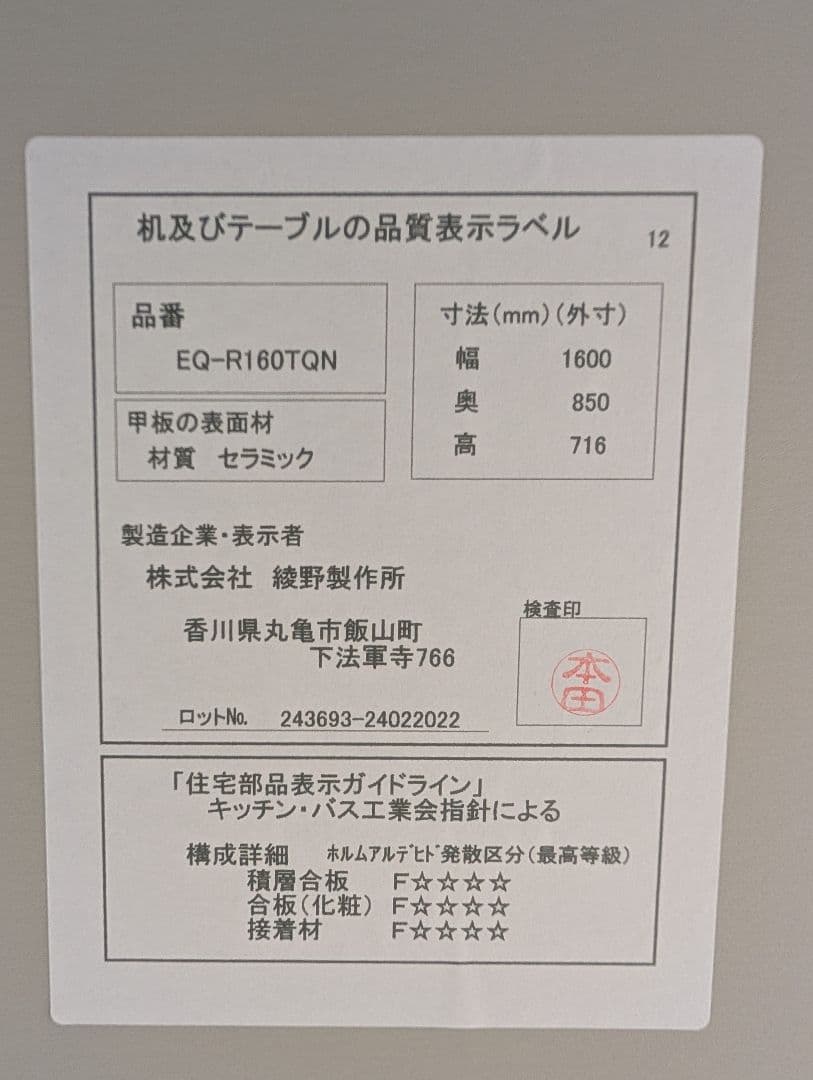 机及びテーブルの品質表示ラベル 12
品番
EQ-R160TQN
寸法(mm)(外寸)
幅 1600
奥 850
高 716
甲板の表面材
材質 セラミック
製造企業・表示者
株式会社 綾野製作所
香川県丸亀市飯山町
下法軍寺766
検査印
本田
ロット№. 243693-24022022
「住宅部品表示ガイドライン」
キッチン・バス工業会指針による
構成詳細 ﾎﾙﾑｱﾙﾃﾞﾋﾄﾞ発散区分(最高等級)
積層合板 F☆☆☆☆
合板(化粧) F☆☆☆☆
接着材 F☆☆☆☆